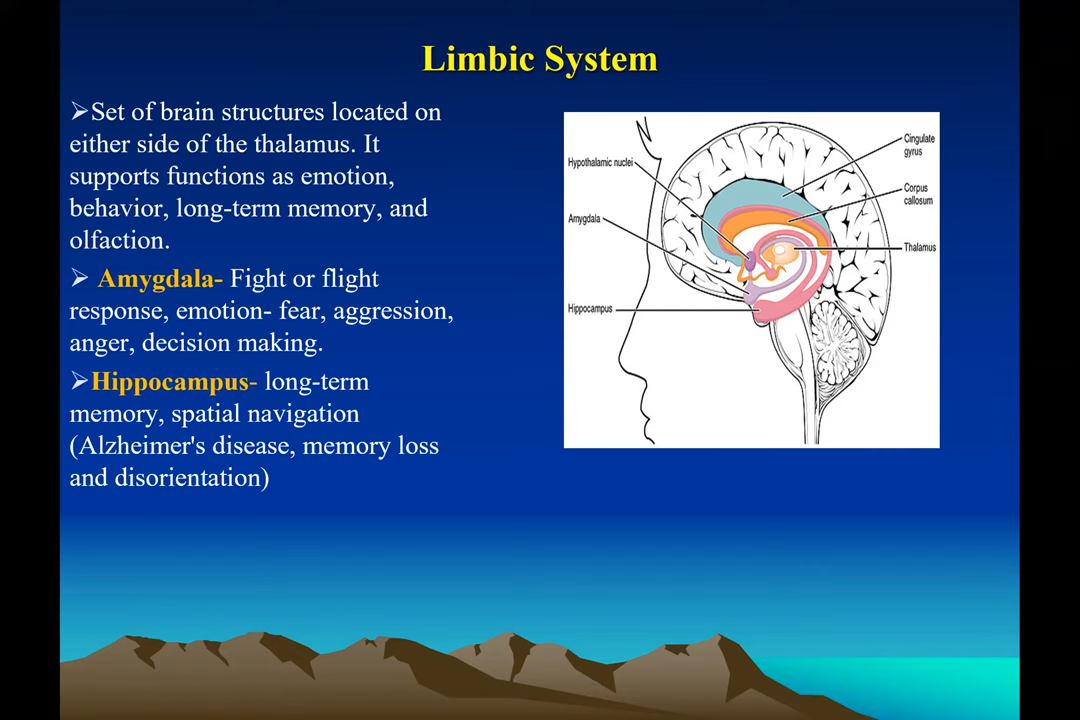 Limbic System
➢Set of brain structures located on
either side of the thalamus. It
supports functions as emotion,
behavior, long-term memory, and
olfaction.
➢ Amygdala- Fight or flight
response, emotion- fear, aggression,
anger, decision making.
➢Hippocampus- long-term
memory, spatial navigation
(Alzheimer's disease, memory loss
and disorientation)
Hypothalamic nuclei
Amygdala
Hippocampus
Cingulate
gyrus
Corpus
callosum
Thalamus